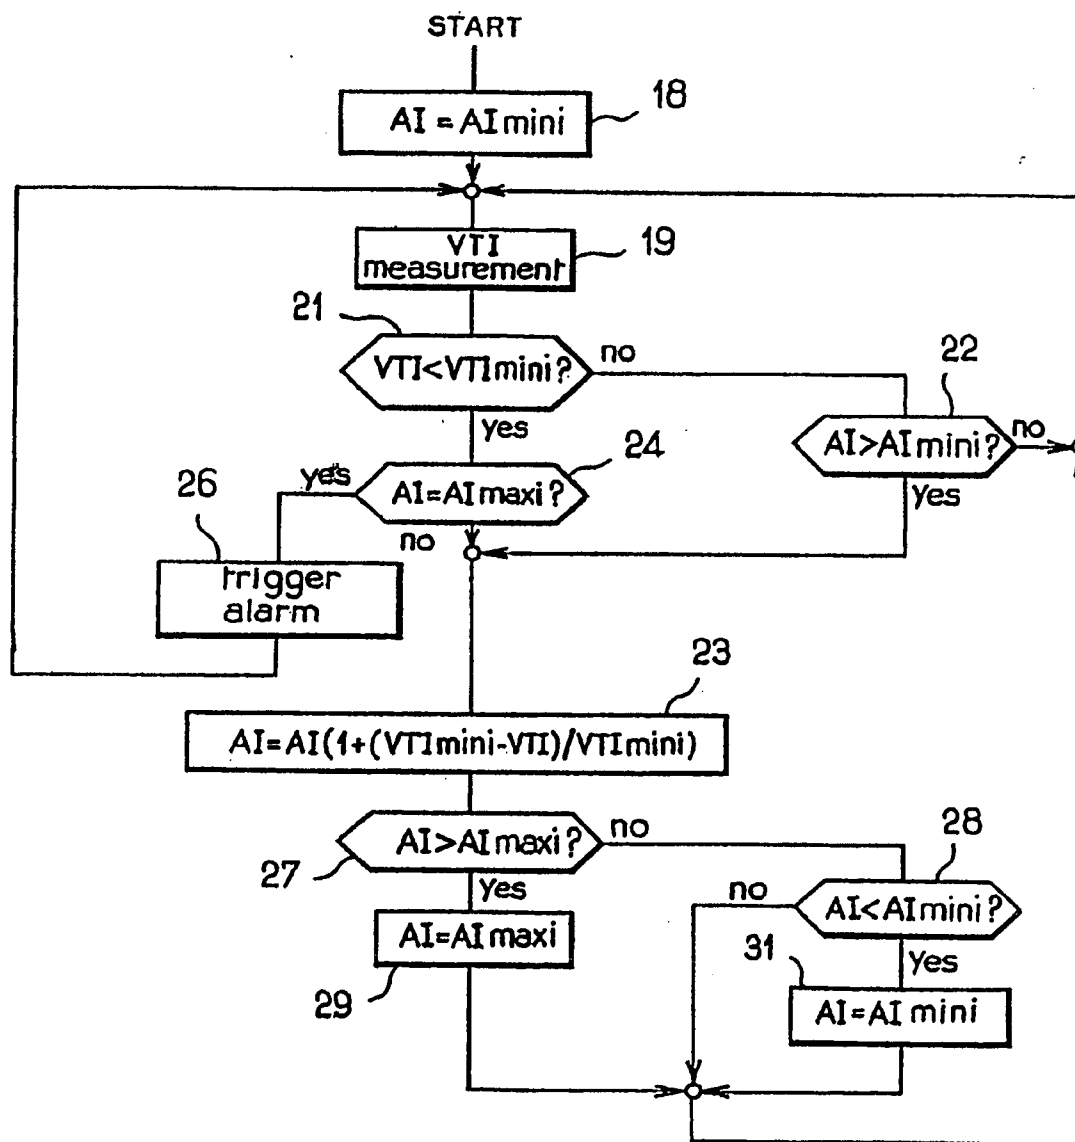 START
18
AI = AI mini
19
VTI
measurement
21
VTI<VTI mini?
no
22
yes
AI>AI mini?
no
24
yes
AI=AI maxi?
yes
26
no
trigger
alarm
23
AI=AI(1+(VTI mini-VTI)/VTI mini)
AI>AI maxi?
no
28
27
yes
no
AI<AI mini?
AI=AI maxi
31
yes
29
AI=AI mini